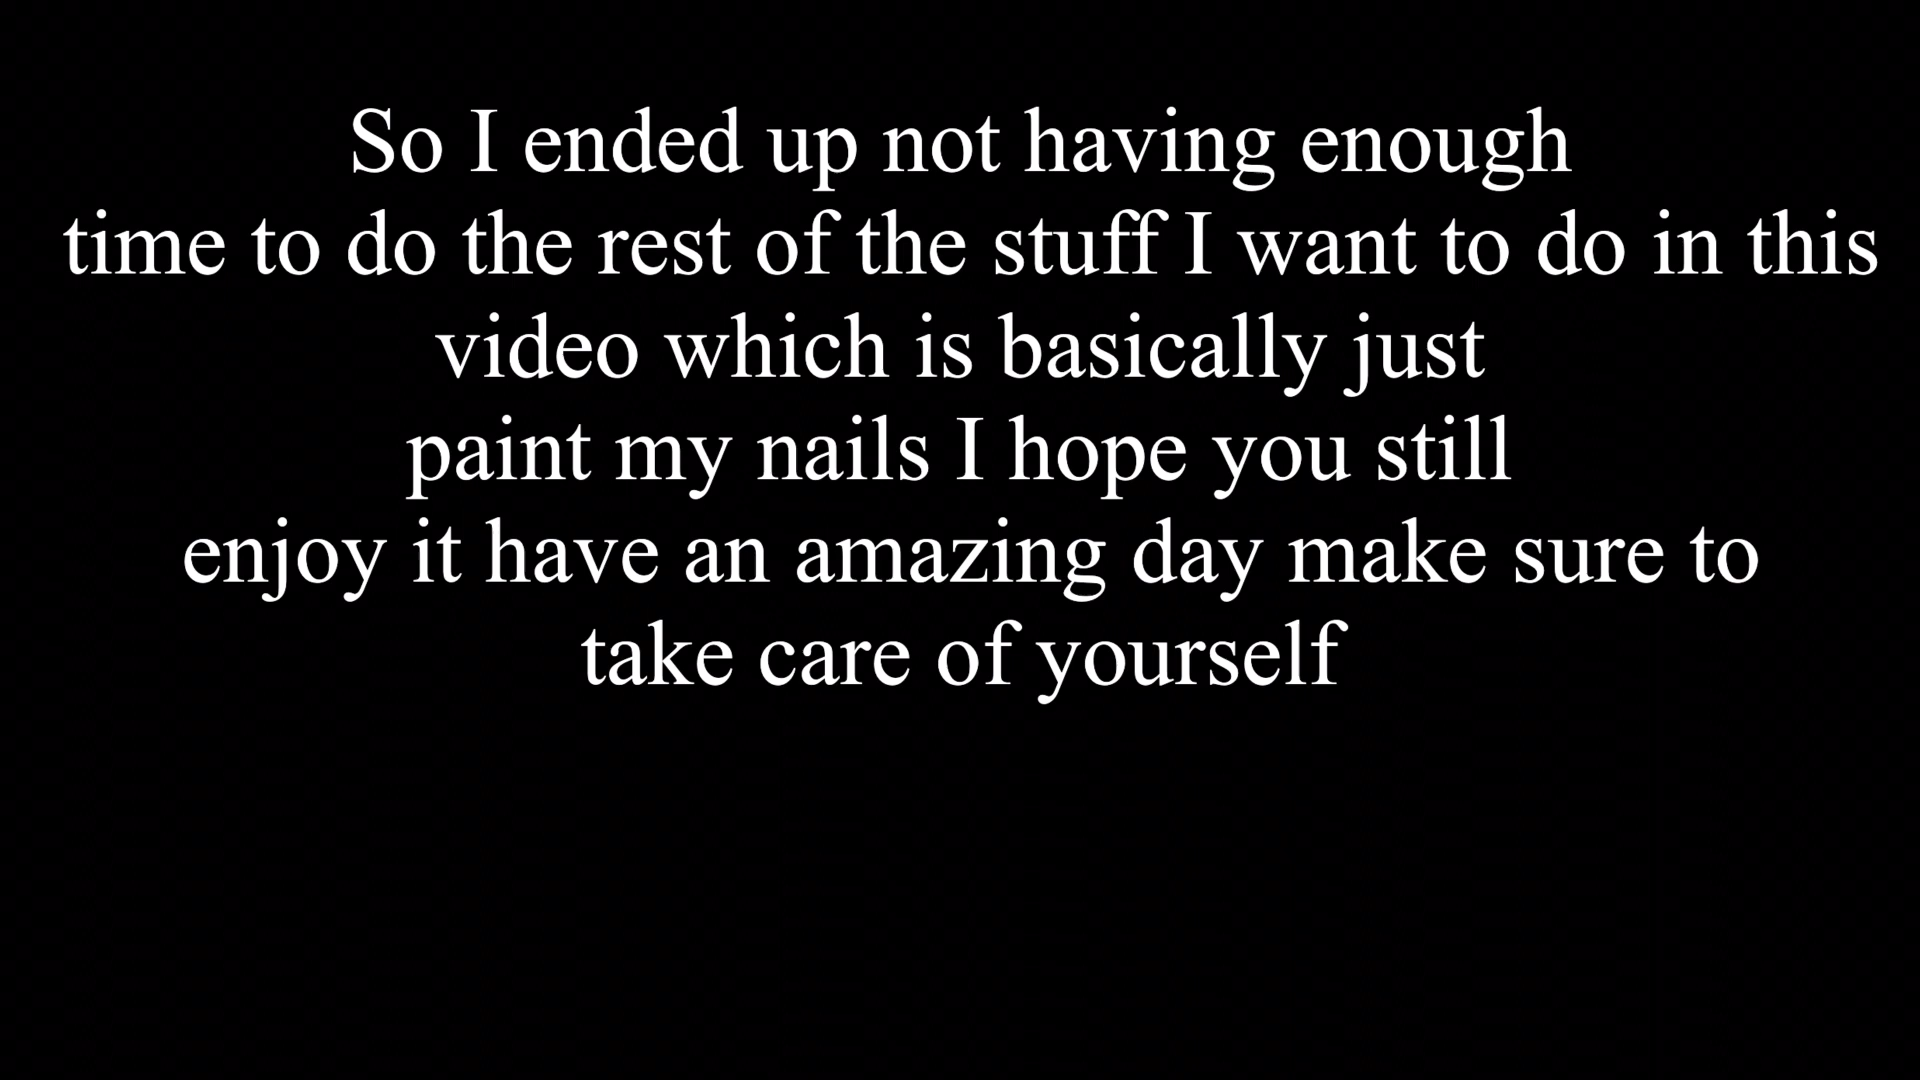 So I ended up not having enough
time to do the rest of the stuff I want to do in this
video which is basically just
paint my nails I hope you still
enjoy it have an amazing day make sure to
take care of yourself